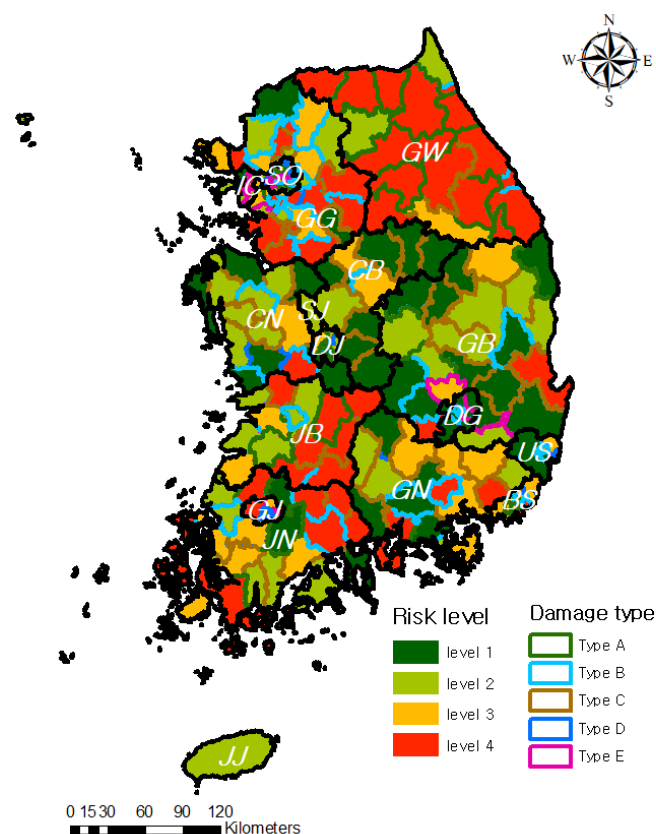 N
W E
S
GW
IC SO
GG
CB
SJ
CN
GB
DJ
DG
JB
US
GN
BS
GJ
JN
Risk level
level 1
level 2
level 3
level 4
Damage type
Type A
Type B
Type C
Type D
Type E
JJ
0 15 30 60 90 120
Kilometers